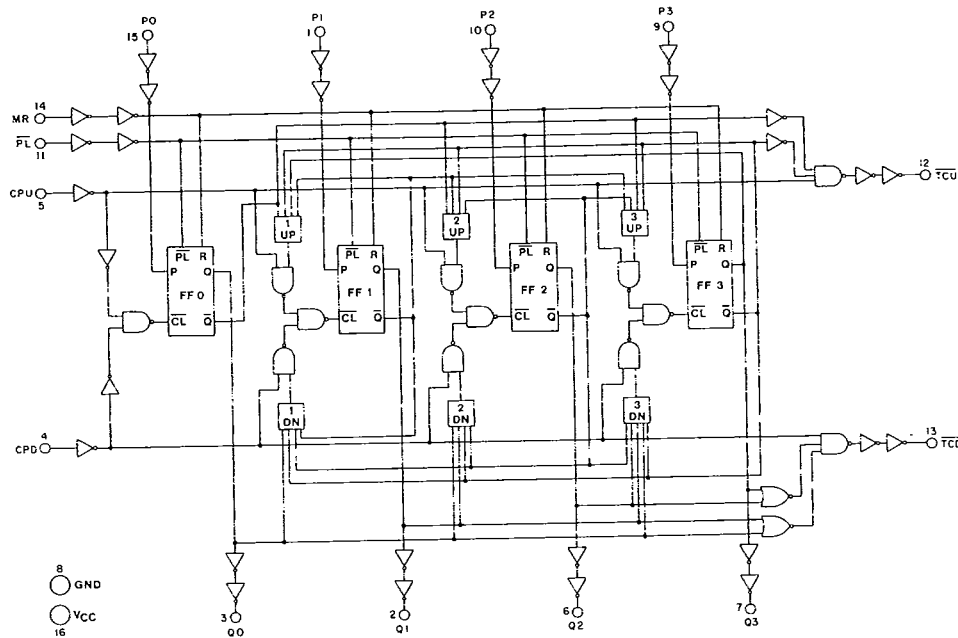 P0
15
P1
1
P2
10
P3
9
14
MR
PL
11
CPU
5
12
TCU
1
UP
2
UP
3
UP
PL R
P Q
FF 0
CL Q
PL R
P Q
FF 1
CL Q
PL R
P Q
FF 2
CL Q
PL R
P Q
FF 3
CL Q
1
DN
2
DN
3
DN
4
CPD
13
TCD
8
GND
VCC
16
3
Q0
2
Q1
6
Q2
7
Q3